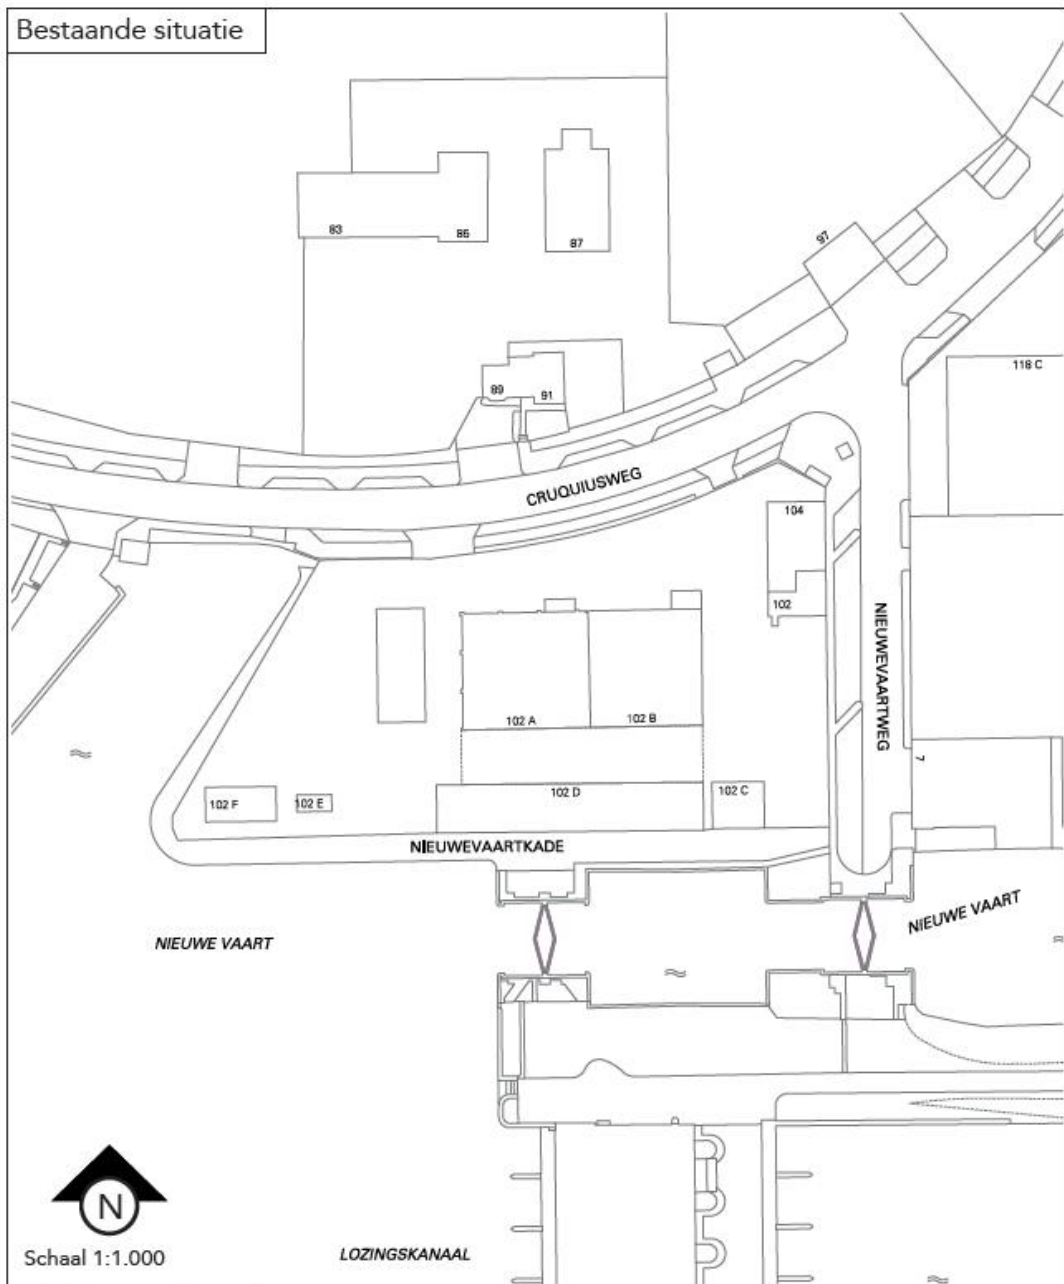 Bestaande situatie
83
86
87
97
89
91
118 C
CRUQUIUSWEG
104
102
NIEUWEVAARTWEG
102 A
102 B
7
102 F
102 E
102 D
102 C
NIEUWEVAARTKADE
NIEUWE VAART
NIEUWE VAART
N
Schaal 1:1.000
LOZINGSKANAAL